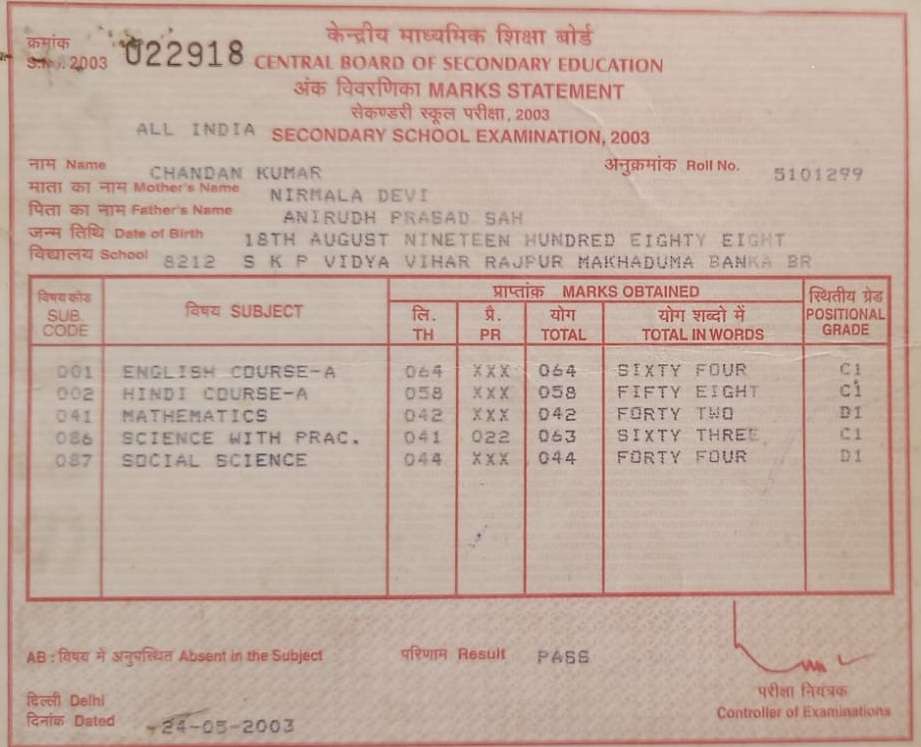 क्रमांक
S.No. 2003 022918
केन्द्रीय माध्यमिक शिक्षा बोर्ड
CENTRAL BOARD OF SECONDARY EDUCATION
अंक विवरणिका MARKS STATEMENT
सेकण्डरी स्कूल परीक्षा, 2003
ALL INDIA SECONDARY SCHOOL EXAMINATION, 2003
नाम Name CHANDAN KUMAR अनुक्रमांक Roll No. 5101299
माता का नाम Mother's Name NIRMALA DEVI
पिता का नाम Father's Name ANIRUDH PRASAD SAH
जन्म तिथि Date of Birth 18TH AUGUST NINETEEN HUNDRED EIGHTY EIGHT
विद्यालय School 8212 S K P VIDYA VIHAR RAJPUR MAKHADUMA BANKA BR
विषय कोड SUB. CODE विषय SUBJECT प्राप्तांक MARKS OBTAINED स्थितीय ग्रेड POSITIONAL GRADE
लि. TH प्रै. PR योग TOTAL योग शब्दो में TOTAL IN WORDS
001 ENGLISH COURSE-A 064 XXX 064 SIXTY FOUR C1
002 HINDI COURSE-A 058 XXX 058 FIFTY EIGHT C1
041 MATHEMATICS 042 XXX 042 FORTY TWO D1
086 SCIENCE WITH PRAC. 041 022 063 SIXTY THREE C1
087 SOCIAL SCIENCE 044 XXX 044 FORTY FOUR D1
AB : विषय में अनुपस्थित Absent in the Subject परिणाम Result PASS
दिल्ली Delhi
दिनांक Dated 24-05-2003
परीक्षा नियंत्रक
Controller of Examinations